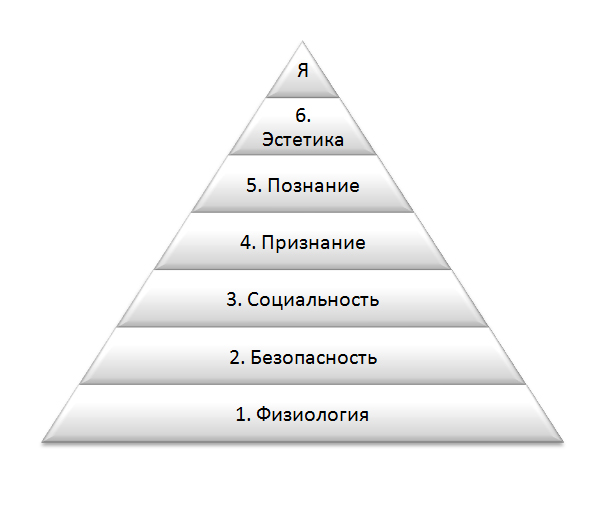 Я
6.
Эстетика
5. Познание
4. Признание
3. Социальность
2. Безопасность
1. Физиология